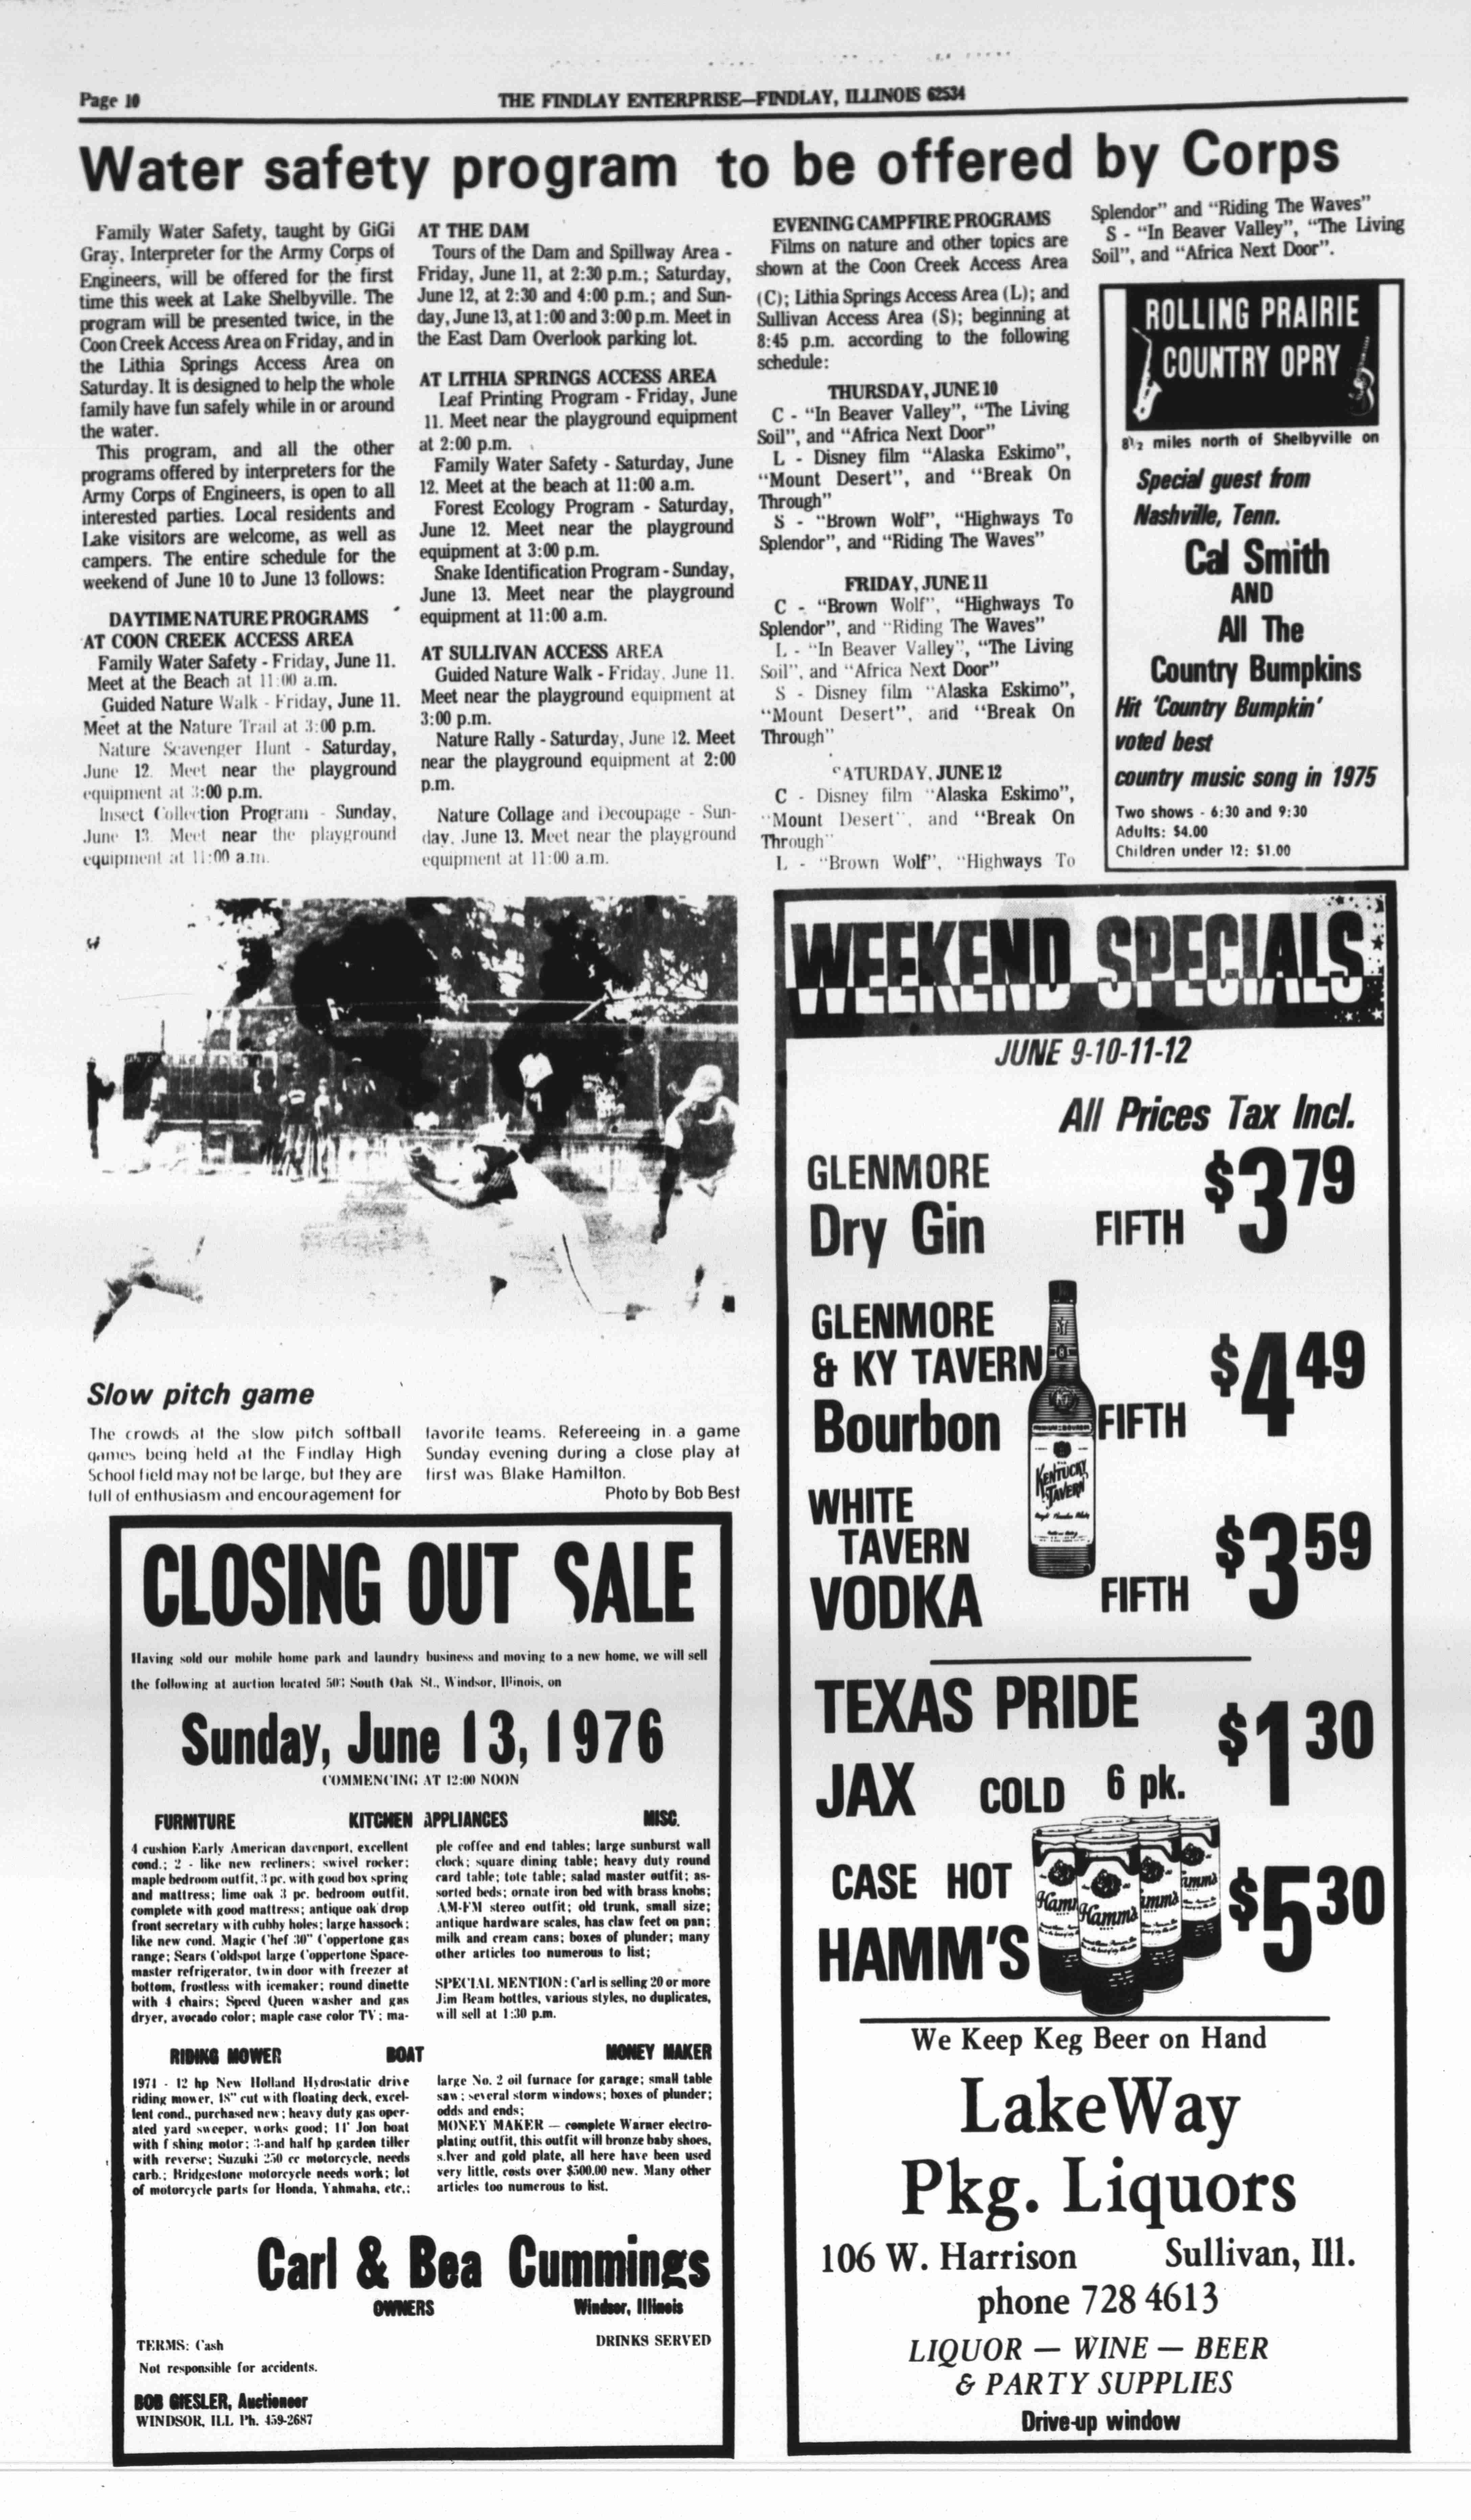 Page 10
THE FINDLAY ENTERPRISE—FINDLAY, ILLINOIS 62534
Water safety program to be offered by Corps
Family Water Safety, taught by GiGi
Gray, Interpreter for the Army Corps of
Engineers, will be offered for the first
time this week at Lake Shelbyville. The
program will be presented twice, in the
Coon Creek Access Area on Friday, and in
the Lithia Springs Access Area on
Saturday. It is designed to help the whole
family have fun safely while in or around
the water.
This program, and all the other
programs offered by interpreters for the
Army Corps of Engineers, is open to all
interested parties. Local residents and
Lake visitors are welcome, as well as
campers. The entire schedule for the
weekend of June 10 to June 13 follows:
DAYTIME NATURE PROGRAMS
AT COON CREEK ACCESS AREA
Family Water Safety - Friday, June 11.
Meet at the Beach at 11:00 a.m.
Guided Nature Walk - Friday, June 11.
Meet at the Nature Trail at 3:00 p.m.
Nature Scavenger Hunt - Saturday,
June 12. Meet near the playground
equipment at 3:00 p.m.
Insect Collection Program - Sunday,
June 13. Meet near the playground
equipment at 11:00 a.m.
AT THE DAM
Tours of the Dam and Spillway Area -
Friday, June 11, at 2:30 p.m.; Saturday,
June 12, at 2:30 and 4:00 p.m.; and Sun-
day, June 13, at 1:00 and 3:00 p.m. Meet in
the East Dam Overlook parking lot.
AT LITHIA SPRINGS ACCESS AREA
Leaf Printing Program - Friday, June
11. Meet near the playground equipment
at 2:00 p.m.
Family Water Safety - Saturday, June
12. Meet at the beach at 11:00 a.m.
Forest Ecology Program - Saturday,
June 12. Meet near the playground
equipment at 3:00 p.m.
Snake Identification Program - Sunday,
June 13. Meet near the playground
equipment at 11:00 a.m.
AT SULLIVAN ACCESS AREA
Guided Nature Walk - Friday, June 11.
Meet near the playground equipment at
3:00 p.m.
Nature Rally - Saturday, June 12. Meet
near the playground equipment at 2:00
p.m.
Nature Collage and Decoupage - Sun-
day, June 13. Meet near the playground
equipment at 11:00 a.m.
EVENING CAMPFIRE PROGRAMS
Films on nature and other topics are
shown at the Coon Creek Access Area
(C); Lithia Springs Access Area (L); and
Sullivan Access Area (S); beginning at
8:45 p.m. according to the following
schedule:
THURSDAY, JUNE 10
C - "In Beaver Valley", "The Living
Soil", and "Africa Next Door"
L - Disney film "Alaska Eskimo",
"Mount Desert", and "Break On
Through"
S - "Brown Wolf", "Highways To
Splendor", and "Riding The Waves"
FRIDAY, JUNE 11
C - "Brown Wolf", "Highways To
Splendor", and "Riding The Waves"
L - "In Beaver Valley", "The Living
Soil", and "Africa Next Door"
S - Disney film "Alaska Eskimo",
"Mount Desert", and "Break On
Through"
SATURDAY, JUNE 12
C - Disney film "Alaska Eskimo",
"Mount Desert", and "Break On
Through"
L - "Brown Wolf", "Highways To
Splendor" and "Riding The Waves"
S - "In Beaver Valley", "The Living
Soil", and "Africa Next Door".
ROLLING PRAIRIE
COUNTRY OPRY
8½ miles north of Shelbyville on
Special guest from
Nashville, Tenn.
Cal Smith
AND
All The
Country Bumpkins
Hit 'Country Bumpkin'
voted best
country music song in 1975
Two shows - 6:30 and 9:30
Adults: $4.00
Children under 12: $1.00
Slow pitch game
The crowds at the slow pitch softball
games being held at the Findlay High
School field may not be large, but they are
full of enthusiasm and encouragement for
favorite teams. Refereeing in a game
Sunday evening during a close play at
first was Blake Hamilton.
Photo by Bob Best
CLOSING OUT SALE
Having sold our mobile home park and laundry business and moving to a new home, we will sell
the following at auction located South Oak St., Windsor, Illinois, on
Sunday, June 13, 1976
COMMENCING AT 12:00 NOON
FURNITURE KITCHEN APPLIANCES MISC.
4 cushion Early American davenport, excellent
cond.; 2 - like new recliners; swivel rocker;
maple bedroom outfit, 3 pc. with good box spring
and mattress; lime oak 3 pc. bedroom outfit,
complete with good mattress; antique oak drop
front secretary with cubby holes; large hassock;
like new cond. Magic Chef 30" Coppertone gas
range; Sears Coldspot large Coppertone Space-
master refrigerator, twin door with freezer at
bottom, frostless with icemaker; round dinette
with 4 chairs; Speed Queen washer and gas
dryer, avocado color; maple case color TV; ma-
ple coffee and end tables; large sunburst wall
clock; square dining table; heavy duty round
card table; tote table; salad master outfit; as-
sorted beds; ornate iron bed with brass knobs;
AM-FM stereo outfit; old trunk, small size;
antique hardware scales, has claw feet on pan;
milk and cream cans; boxes of plunder; many
other articles too numerous to list;
SPECIAL MENTION: Carl is selling 20 or more
Jim Beam bottles, various styles, no duplicates,
will sell at 1:30 p.m.
RIDING MOWER BOAT MONEY MAKER
1974 - 12 hp New Holland Hydrostatic drive
riding mower, 48" cut with floating deck, excel-
lent cond., purchased new; heavy duty gas oper-
ated yard sweeper, works good; 14' Jon boat
with f shing motor; 3-and half hp garden tiller
with reverse; Suzuki 250 cc motorcycle, needs
carb.; Bridgestone motorcycle needs work; lot
of motorcycle parts for Honda, Yahmaha, etc.;
large No. 2 oil furnace for garage; small table
saw; several storm windows; boxes of plunder;
odds and ends;
MONEY MAKER — complete Warner electro-
plating outfit, this outfit will bronze baby shoes,
s.lver and gold plate, all here have been used
very little, costs over $500.00 new. Many other
articles too numerous to list.
Carl & Bea Cummings
OWNERS Windsor, Illinois
TERMS: Cash DRINKS SERVED
Not responsible for accidents.
BOB GIESLER, Auctioneer
WINDSOR, ILL Ph. 459-2687
WEEKEND SPECIALS
JUNE 9-10-11-12
All Prices Tax Incl.
GLENMORE
Dry Gin FIFTH $3 79
GLENMORE
& KY TAVERN
Bourbon FIFTH $4 49
KENTUCKY
TAVERN
WHITE
TAVERN
VODKA FIFTH $3 59
TEXAS PRIDE
JAX COLD 6 pk. $1 30
CASE HOT
HAMM'S $5 30
Hamm's
We Keep Keg Beer on Hand
LakeWay
Pkg. Liquors
106 W. Harrison Sullivan, Ill.
phone 728 4613
LIQUOR — WINE — BEER
& PARTY SUPPLIES
Drive-up window